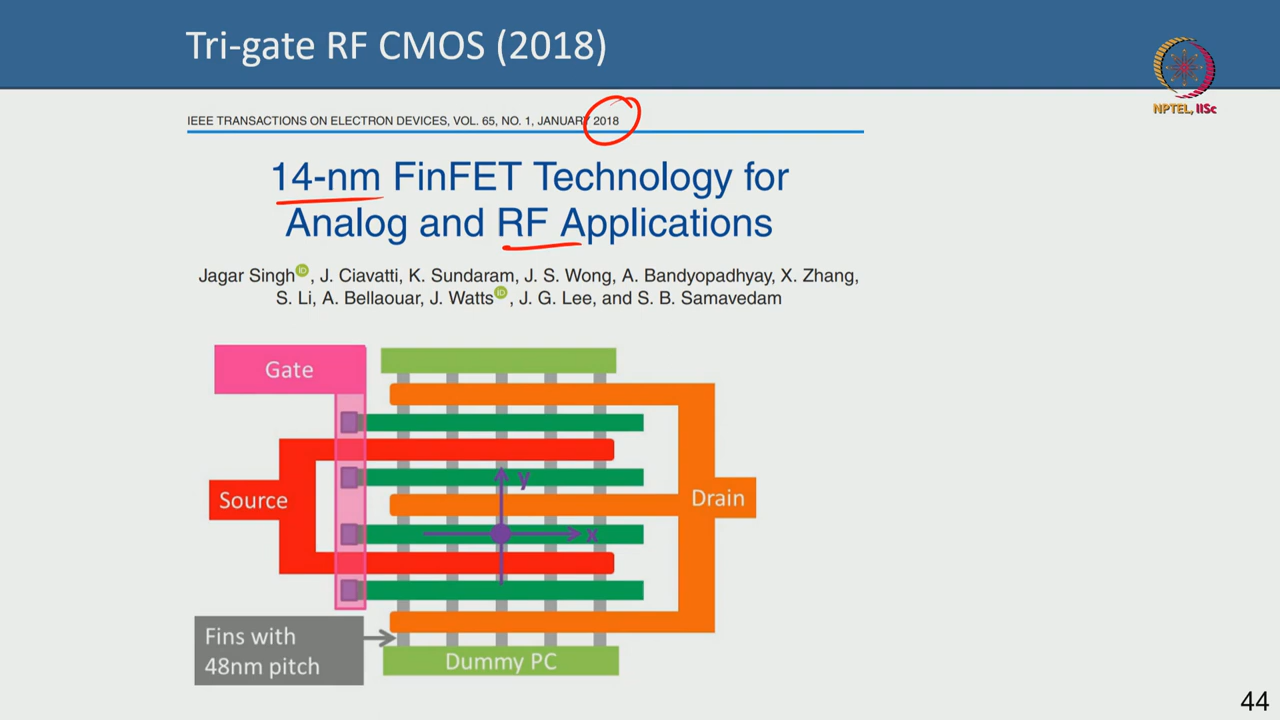 Tri-gate RF CMOS (2018)
NPTEL, IISc
IEEE TRANSACTIONS ON ELECTRON DEVICES, VOL. 65, NO. 1, JANUARY 2018
14-nm FinFET Technology for
Analog and RF Applications
Jagar Singh iD, J. Ciavatti, K. Sundaram, J. S. Wong, A. Bandyopadhyay, X. Zhang,
S. Li, A. Bellaouar, J. Watts iD, J. G. Lee, and S. B. Samavedam
Gate
y
Source
Drain
x
Fins with
48nm pitch
Dummy PC
44